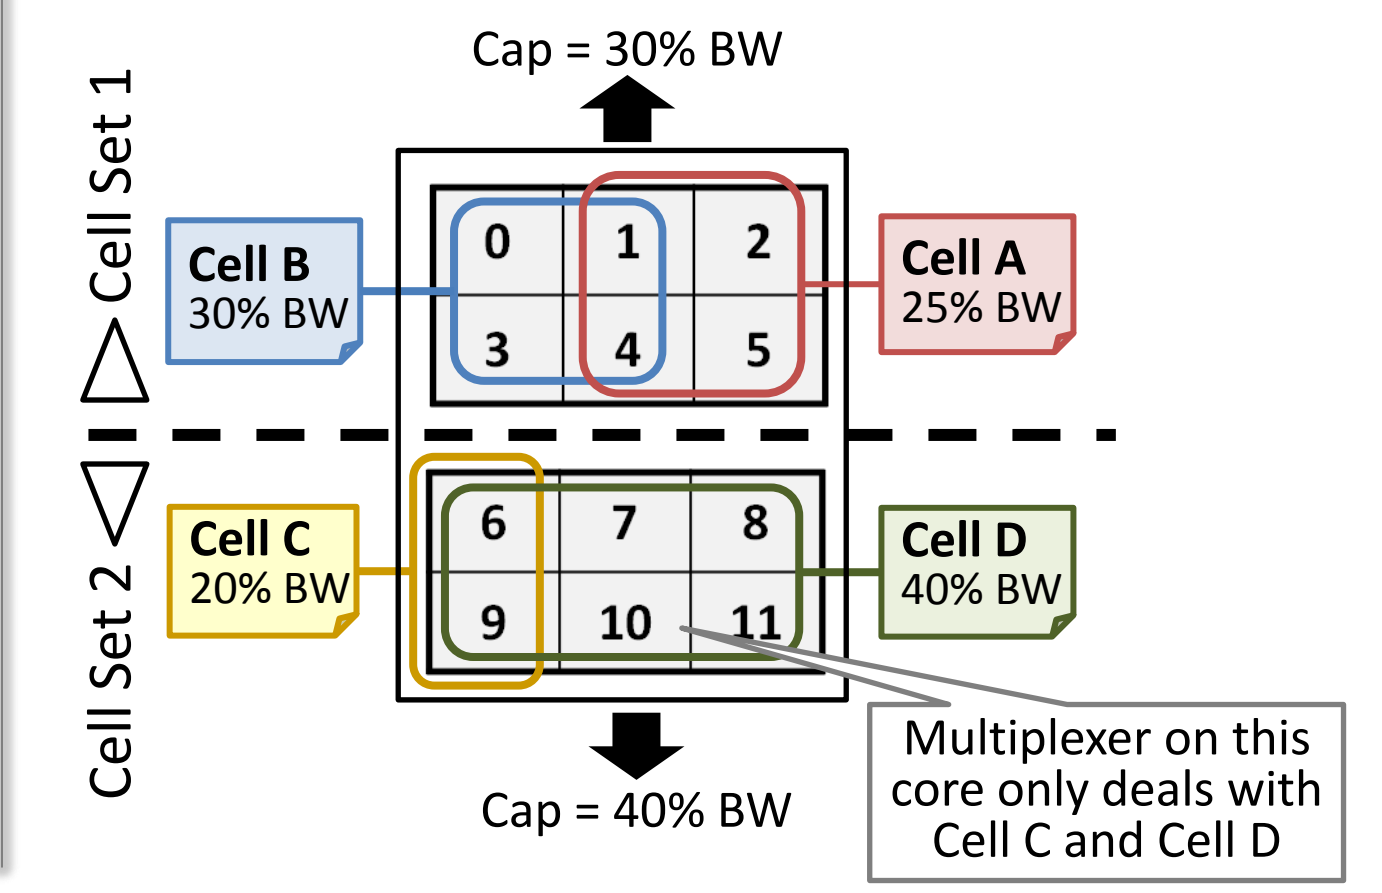 Cap = 30% BW
Cell Set 1
Cell B
30% BW
0 1 2
3 4 5
Cell A
25% BW
Cell Set 2
Cell C
20% BW
6 7 8
9 10 11
Cell D
40% BW
Cap = 40% BW
Multiplexer on this
core only deals with
Cell C and Cell D